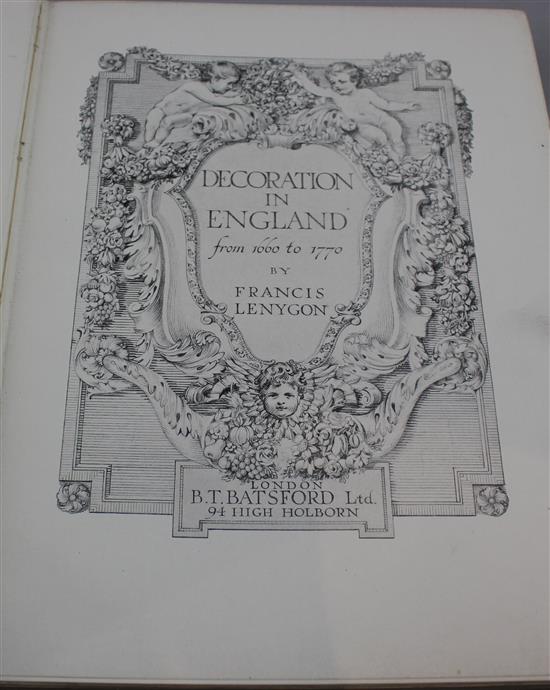 DECORATION
IN
ENGLAND
from 1660 to 1770
BY
FRANCIS
LENYGON
LONDON
B.T. BATSFORD Ltd.
94 HIGH HOLBORN